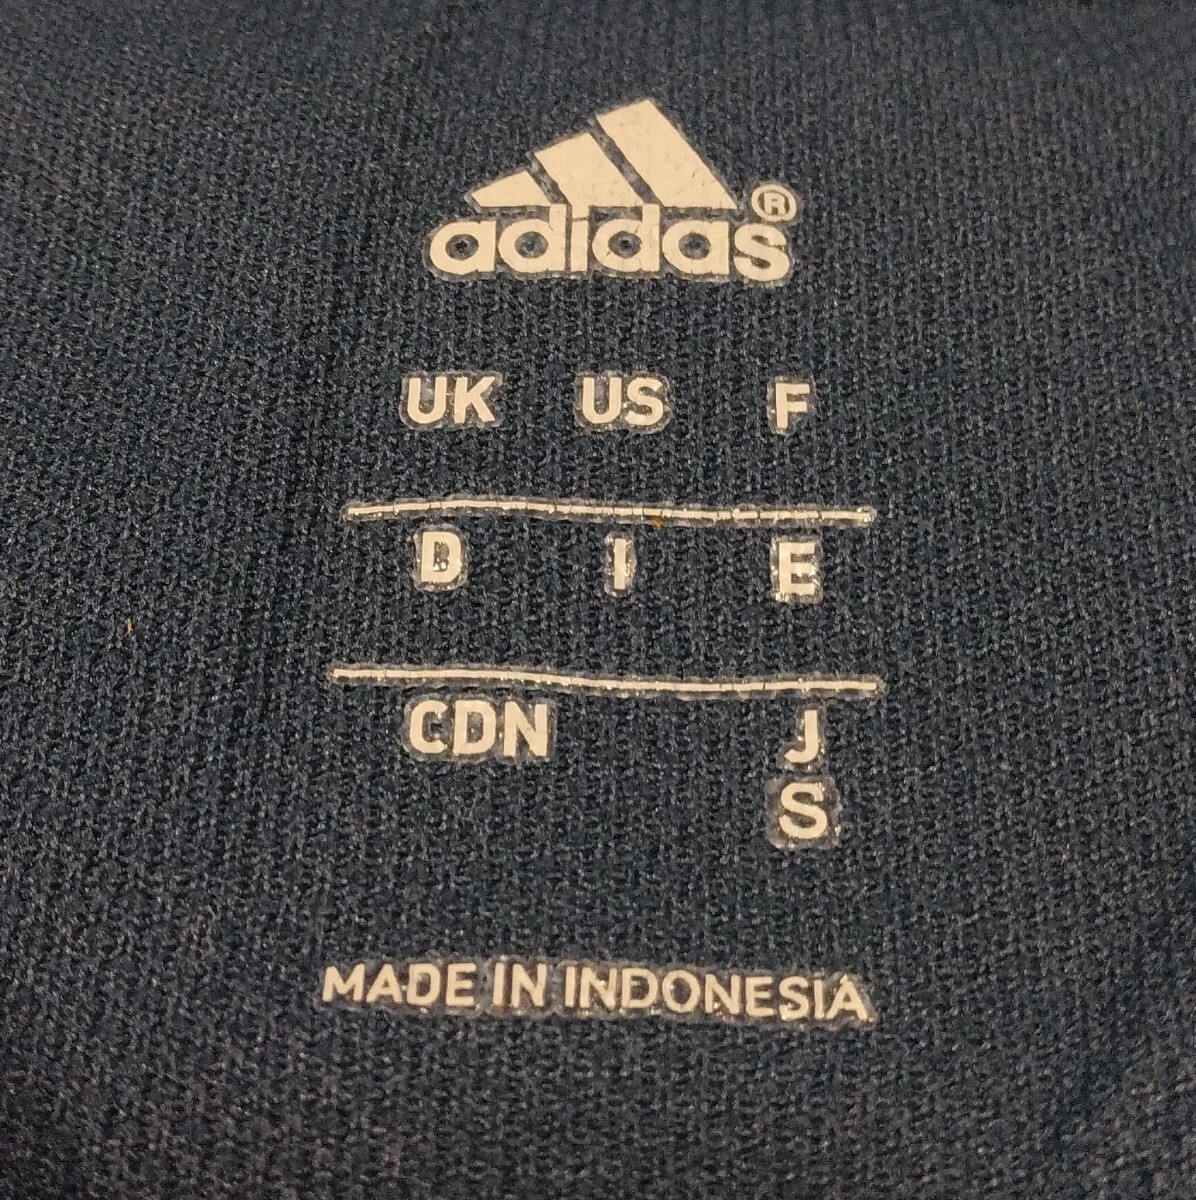 adidas®
UK US F
D I E
CDN J
S
MADE IN INDONESIA